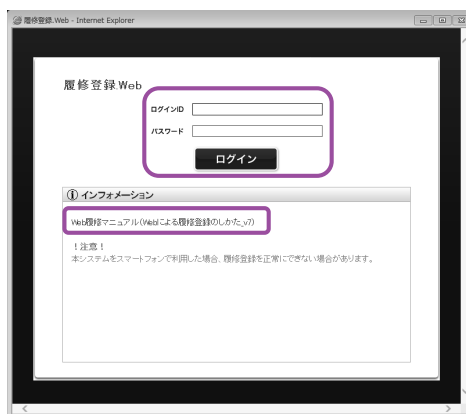 履修登録.Web - Internet Explorer
履修登録.Web
ログインID
パスワード
ログイン
インフォメーション
Web履修マニュアル(Webによる履修登録のしかた_v7)
！注意！
本システムをスマートフォンで利用した場合、履修登録を正常にできない場合があります。